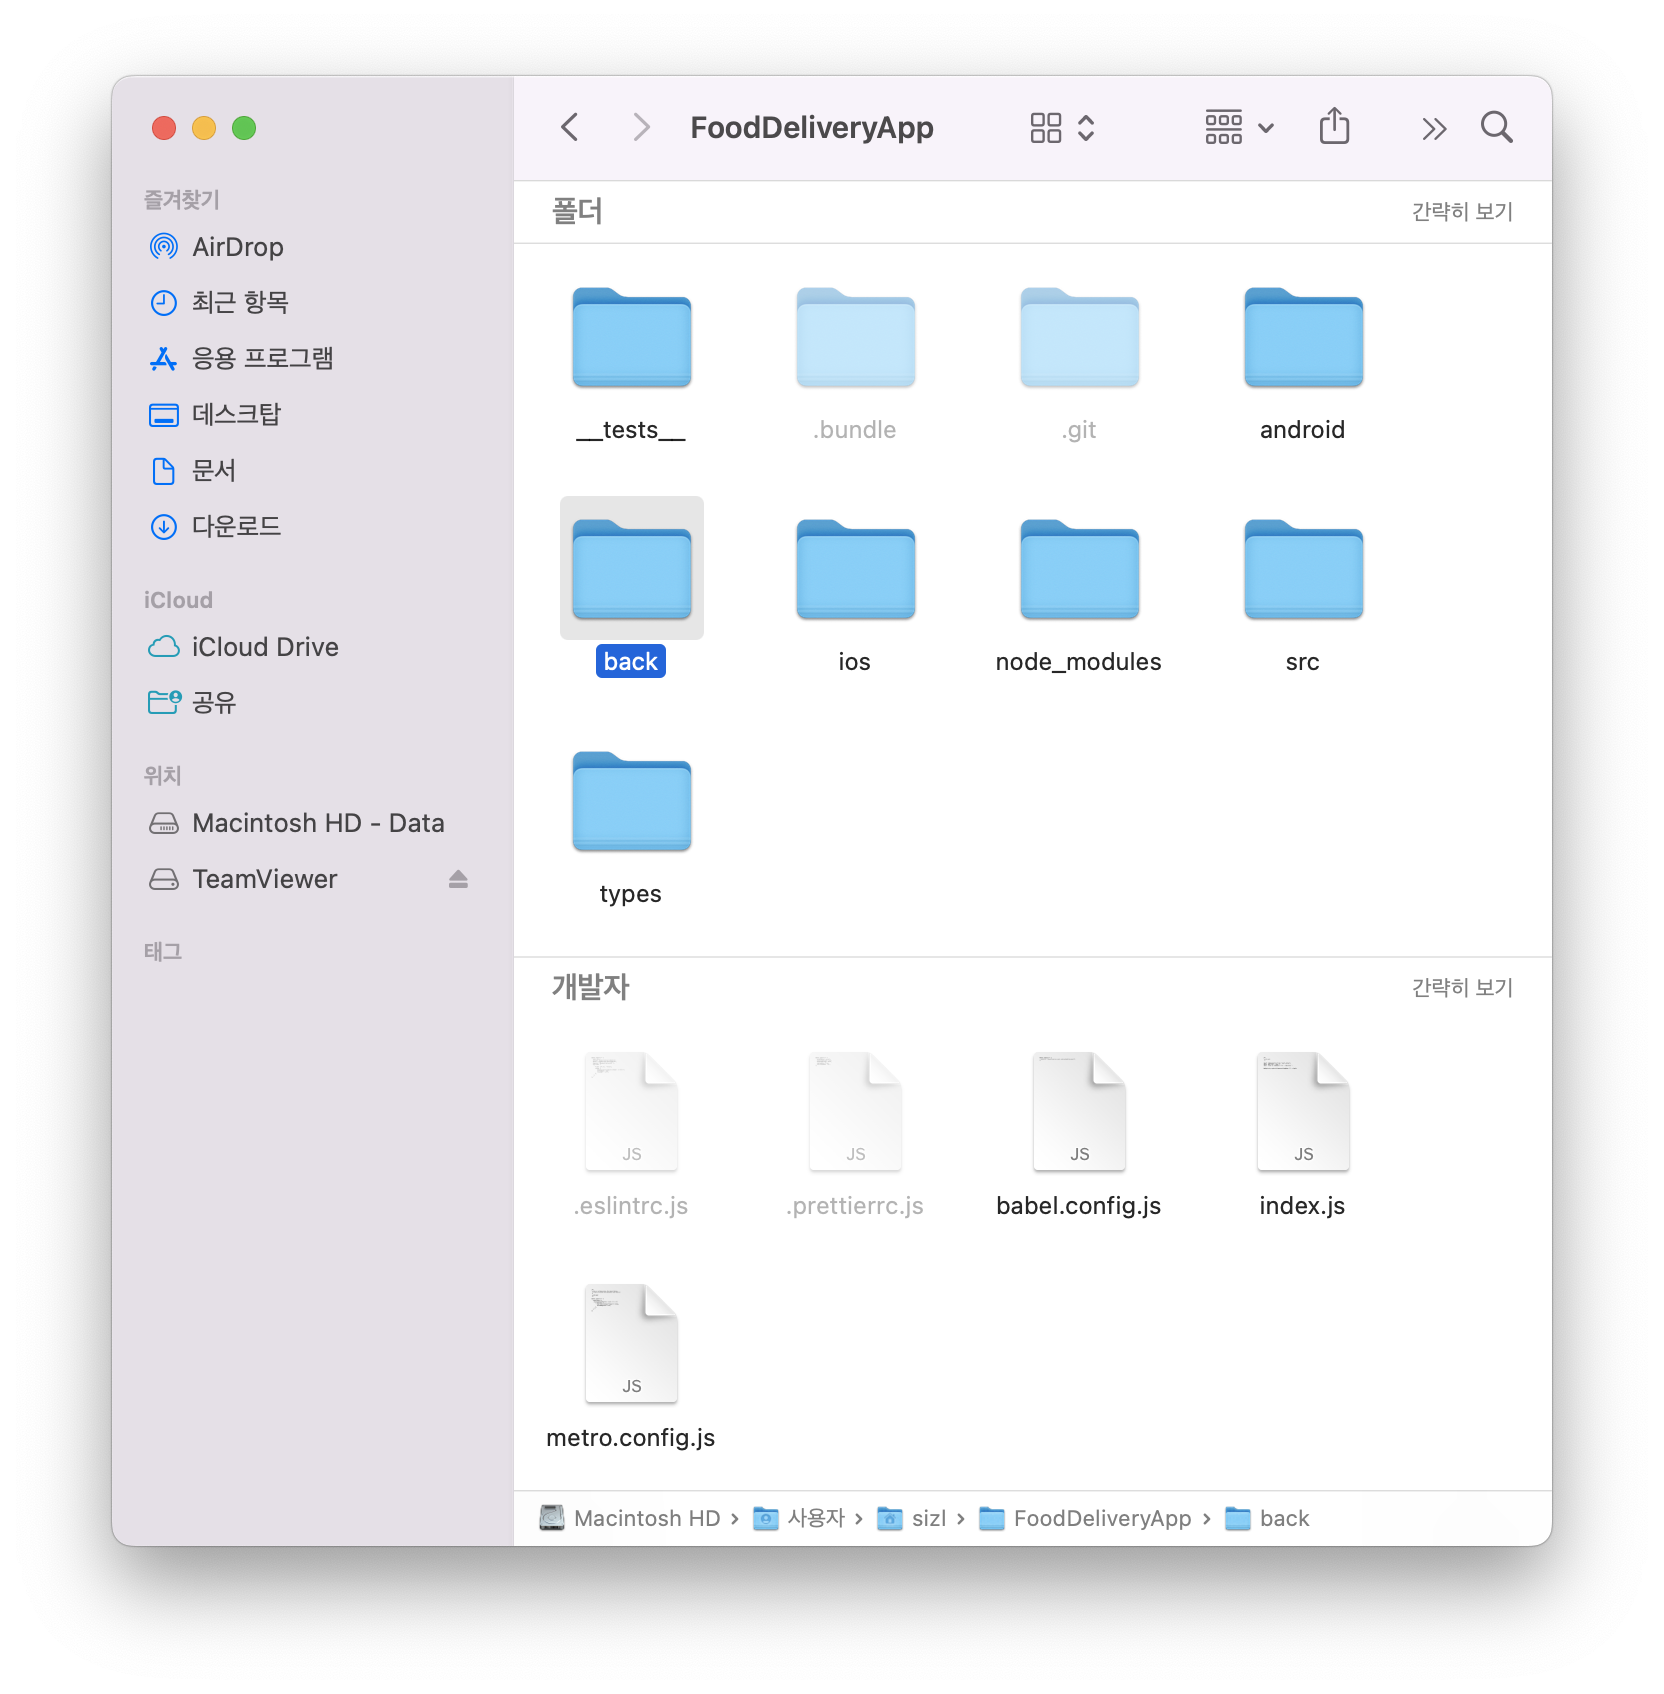 FoodDeliveryApp
즐겨찾기
AirDrop
최근 항목
응용 프로그램
데스크탑
문서
다운로드
iCloud
iCloud Drive
공유
위치
Macintosh HD - Data
TeamViewer
태그
폴더
간략히 보기
__tests__
.bundle
.git
android
back
ios
node_modules
src
types
개발자
간략히 보기
JS
JS
JS
JS
.eslintrc.js
.prettierrc.js
babel.config.js
index.js
JS
metro.config.js
Macintosh HD › 사용자 › sizl › FoodDeliveryApp › back